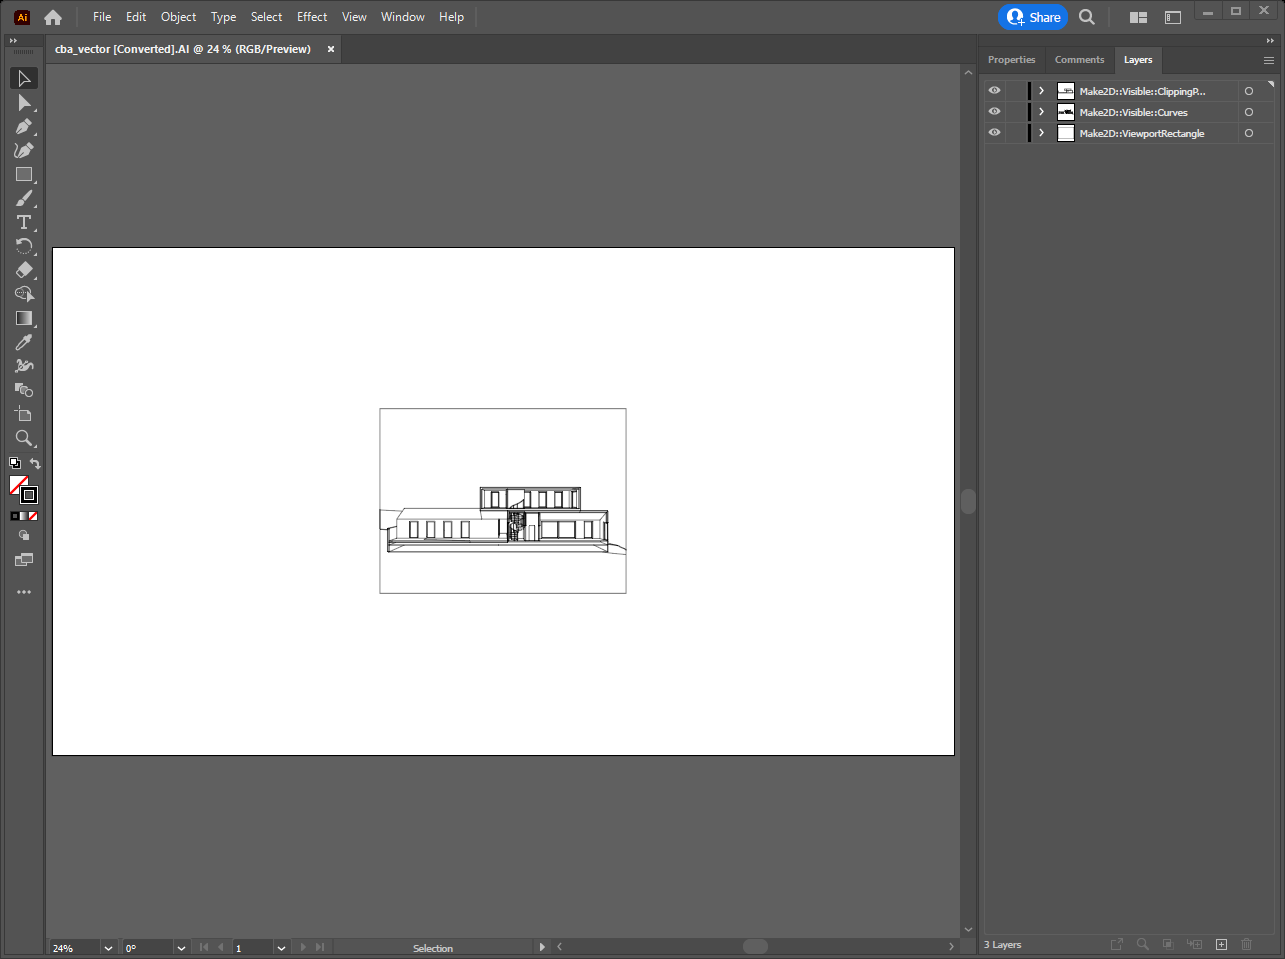 Ai
File Edit Object Type Select Effect View Window Help
Share
cba_vector [Converted].AI @ 24 % (RGB/Preview)
Properties Comments Layers
Make2D::Visible::ClippingP...
Make2D::Visible::Curves
Make2D::ViewportRectangle
24% 0° 1 Selection
3 Layers